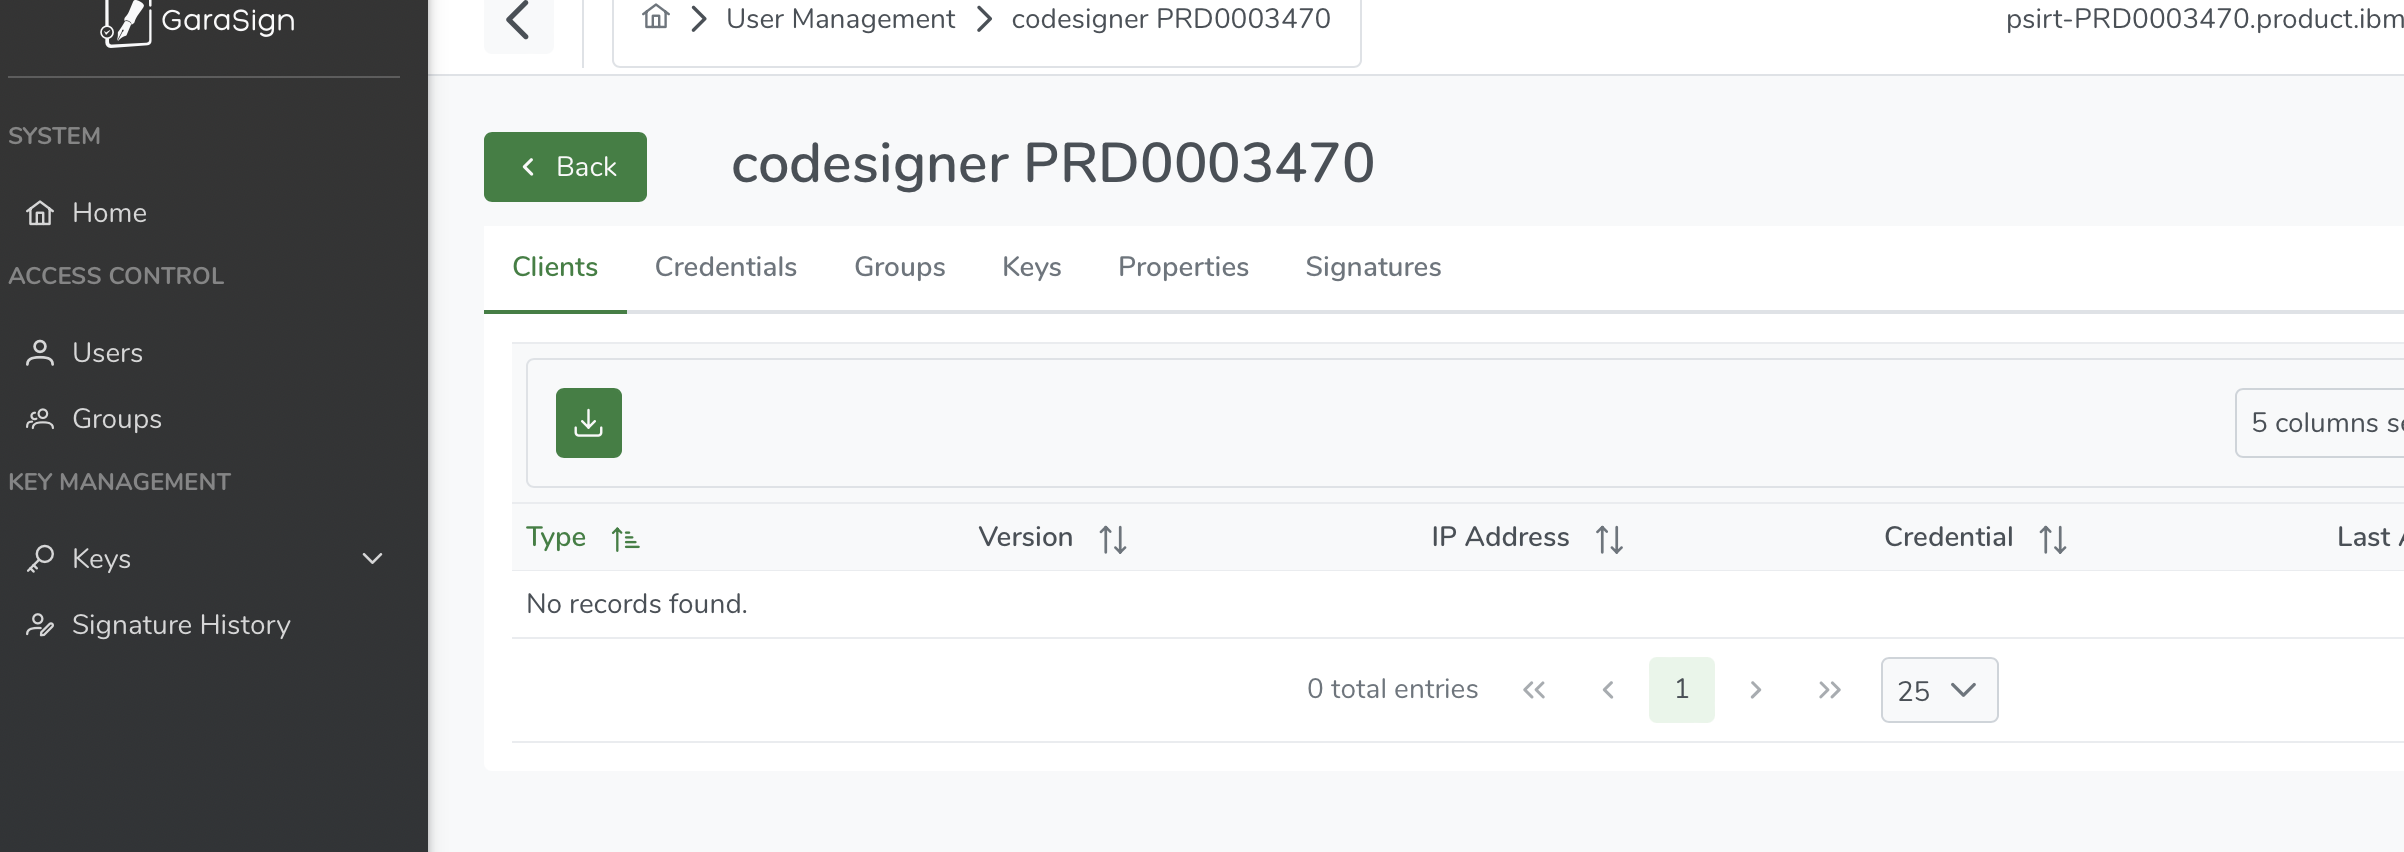 GaraSign
User Management
codesigner PRD0003470
psirt-PRD0003470.product.ibm
SYSTEM
Home
ACCESS CONTROL
Users
Groups
KEY MANAGEMENT
Keys
Signature History
Back
codesigner PRD0003470
Clients Credentials Groups Keys Properties Signatures
5 columns
Type Version IP Address Credential Last
No records found.
0 total entries 1 25